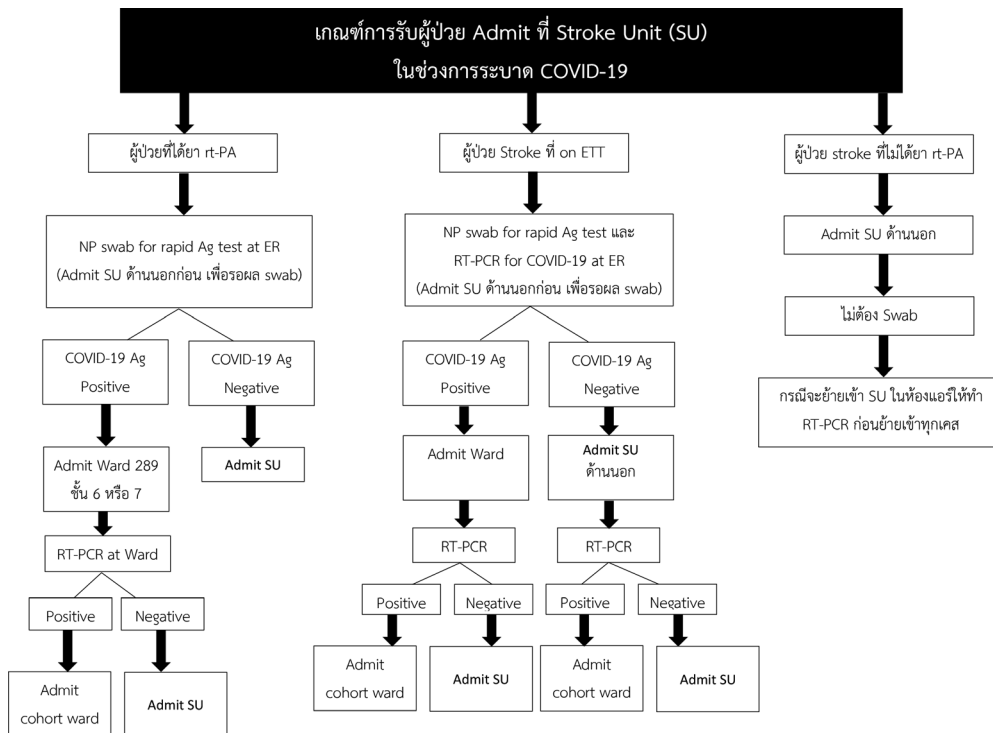 เกณฑ์การรับผู้ป่วย Admit ที่ Stroke Unit (SU)
ในช่วงการระบาด COVID-19
ผู้ป่วยที่ได้ยา rt-PA
NP swab for rapid Ag test at ER
(Admit SU ด้านนอกก่อน เพื่อรอผล swab)
COVID-19 Ag
Positive
COVID-19 Ag
Negative
Admit Ward 289
ชั้น 6 หรือ 7
Admit SU
RT-PCR at Ward
Positive
Negative
Admit
cohort ward
Admit SU
ผู้ป่วย Stroke ที่ on ETT
NP swab for rapid Ag test และ
RT-PCR for COVID-19 at ER
(Admit SU ด้านนอกก่อน เพื่อรอผล swab)
COVID-19 Ag
Positive
COVID-19 Ag
Negative
Admit Ward
Admit SU
ด้านนอก
RT-PCR
RT-PCR
Positive
Negative
Positive
Negative
Admit
cohort ward
Admit SU
Admit
cohort ward
Admit SU
ผู้ป่วย stroke ที่ไม่ได้ยา rt-PA
Admit SU ด้านนอก
ไม่ต้อง Swab
กรณีจะย้ายเข้า SU ในห้องแอร์ให้ทำ
RT-PCR ก่อนย้ายเข้าทุกเคส